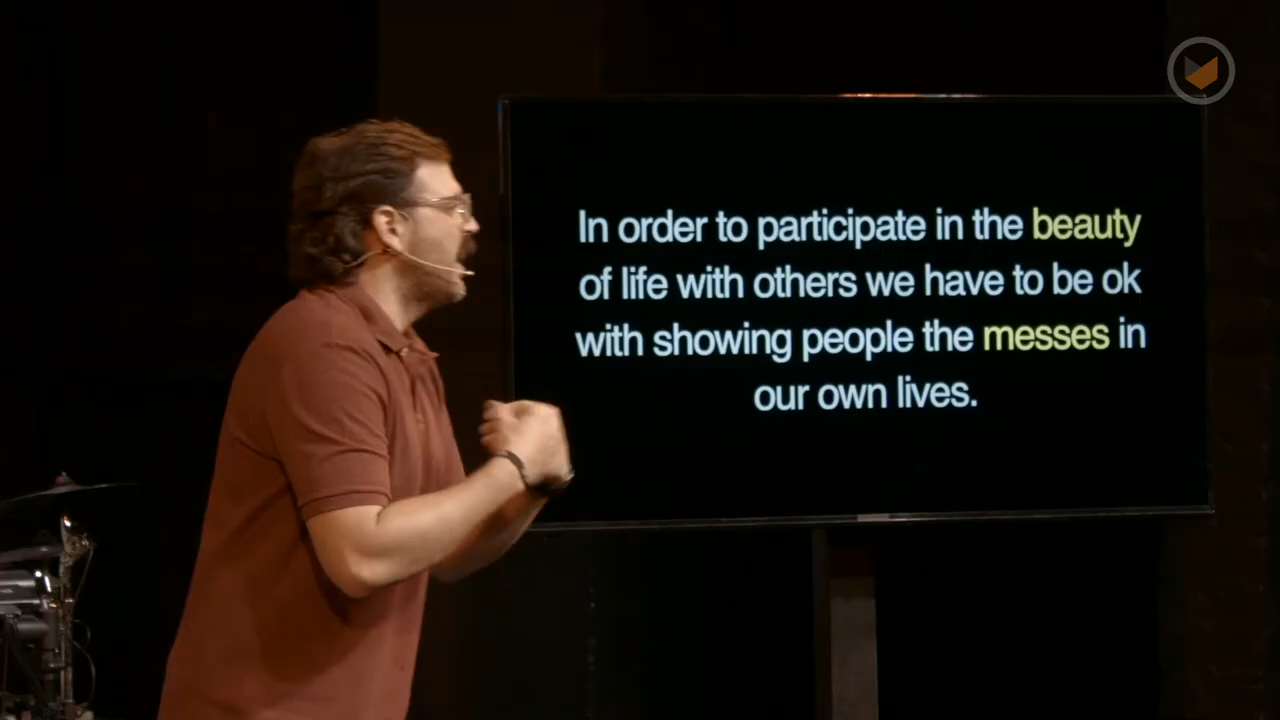 In order to participate in the beauty
of life with others we have to be ok
with showing people the messes in
our own lives.